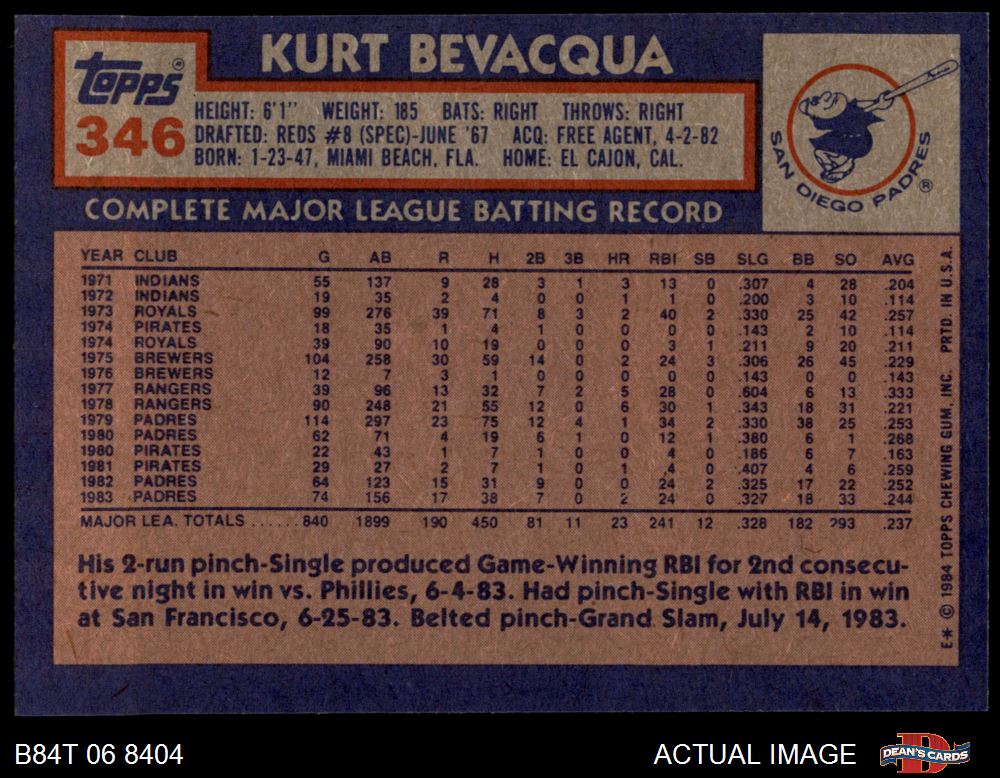 KURT BEVACQUA
TOPPS®
346
HEIGHT: 6'1" WEIGHT: 185 BATS: RIGHT THROWS: RIGHT
DRAFTED: REDS #8 (SPEC)-JUNE '67 ACQ: FREE AGENT, 4-2-82
BORN: 1-23-47, MIAMI BEACH, FLA. HOME: EL CAJON, CAL.
SAN DIEGO PADRES ®
COMPLETE MAJOR LEAGUE BATTING RECORD
YEAR CLUB G AB R H 2B 3B HR RBI SB SLG BB SO AVG
1971 INDIANS 55 137 9 28 3 1 3 13 0 .307 4 28 .204
1972 INDIANS 19 35 2 4 0 0 1 1 0 .200 3 10 .114
1973 ROYALS 99 276 39 71 8 3 2 40 2 .330 25 42 .257
1974 PIRATES 18 35 1 4 1 0 0 0 0 .143 2 10 .114
1974 ROYALS 39 90 10 19 0 0 0 3 1 .211 9 20 .211
1975 BREWERS 104 258 30 59 14 0 2 24 3 .306 26 45 .229
1976 BREWERS 12 7 3 1 0 0 0 0 0 .143 0 0 .143
1977 RANGERS 39 96 13 32 7 2 5 28 0 .604 6 13 .333
1978 RANGERS 90 248 21 55 12 0 6 30 1 .343 18 31 .221
1979 PADRES 114 297 23 75 12 4 1 34 2 .330 38 25 .253
1980 PADRES 62 71 4 19 6 1 0 12 1 .380 6 1 .268
1980 PIRATES 22 43 1 7 1 0 0 4 0 .186 6 7 .163
1981 PIRATES 29 27 2 7 1 0 1 4 0 .407 4 6 .259
1982 PADRES 64 123 15 31 9 0 0 24 2 .325 17 22 .252
1983 PADRES 74 156 17 38 7 0 2 24 0 .327 18 33 .244
MAJOR LEA. TOTALS ...... 840 1899 190 450 81 11 23 241 12 .328 182 293 .237
His 2-run pinch-Single produced Game-Winning RBI for 2nd consecu-
tive night in win vs. Phillies, 6-4-83. Had pinch-Single with RBI in win
at San Francisco, 6-25-83. Belted pinch-Grand Slam, July 14, 1983.
E* © 1984 TOPPS CHEWING GUM, INC. PRTD. IN U.S.A.
B84T 06 8404
ACTUAL IMAGE
D
DEAN'S CARDS